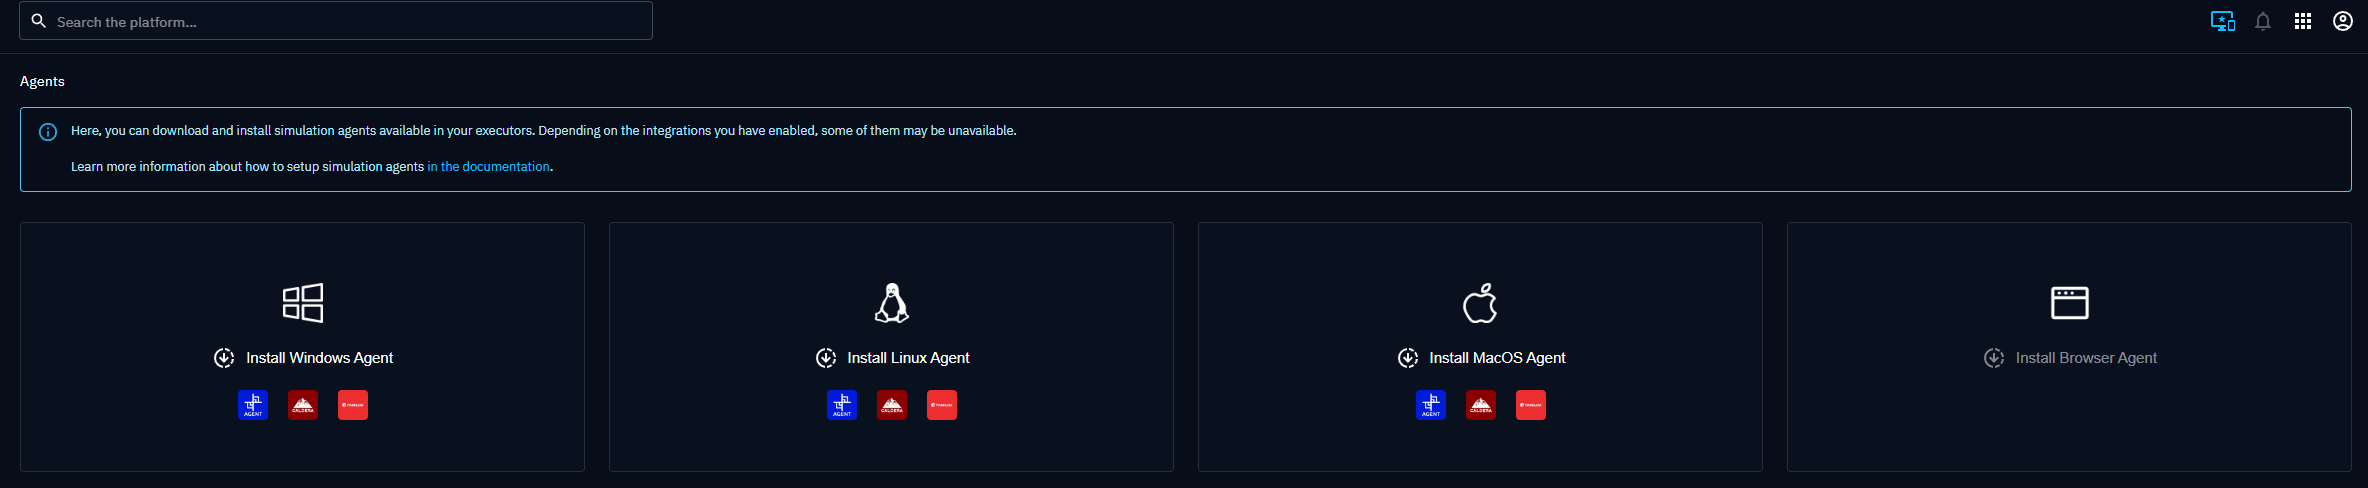 Search the platform...
Agents
Here, you can download and install simulation agents available in your executors. Depending on the integrations you have enabled, some of them may be unavailable.
Learn more information about how to setup simulation agents in the documentation.
Install Windows Agent
AGENT
CALDERA
TANIUM
Install Linux Agent
AGENT
CALDERA
TANIUM
Install MacOS Agent
AGENT
CALDERA
TANIUM
Install Browser Agent